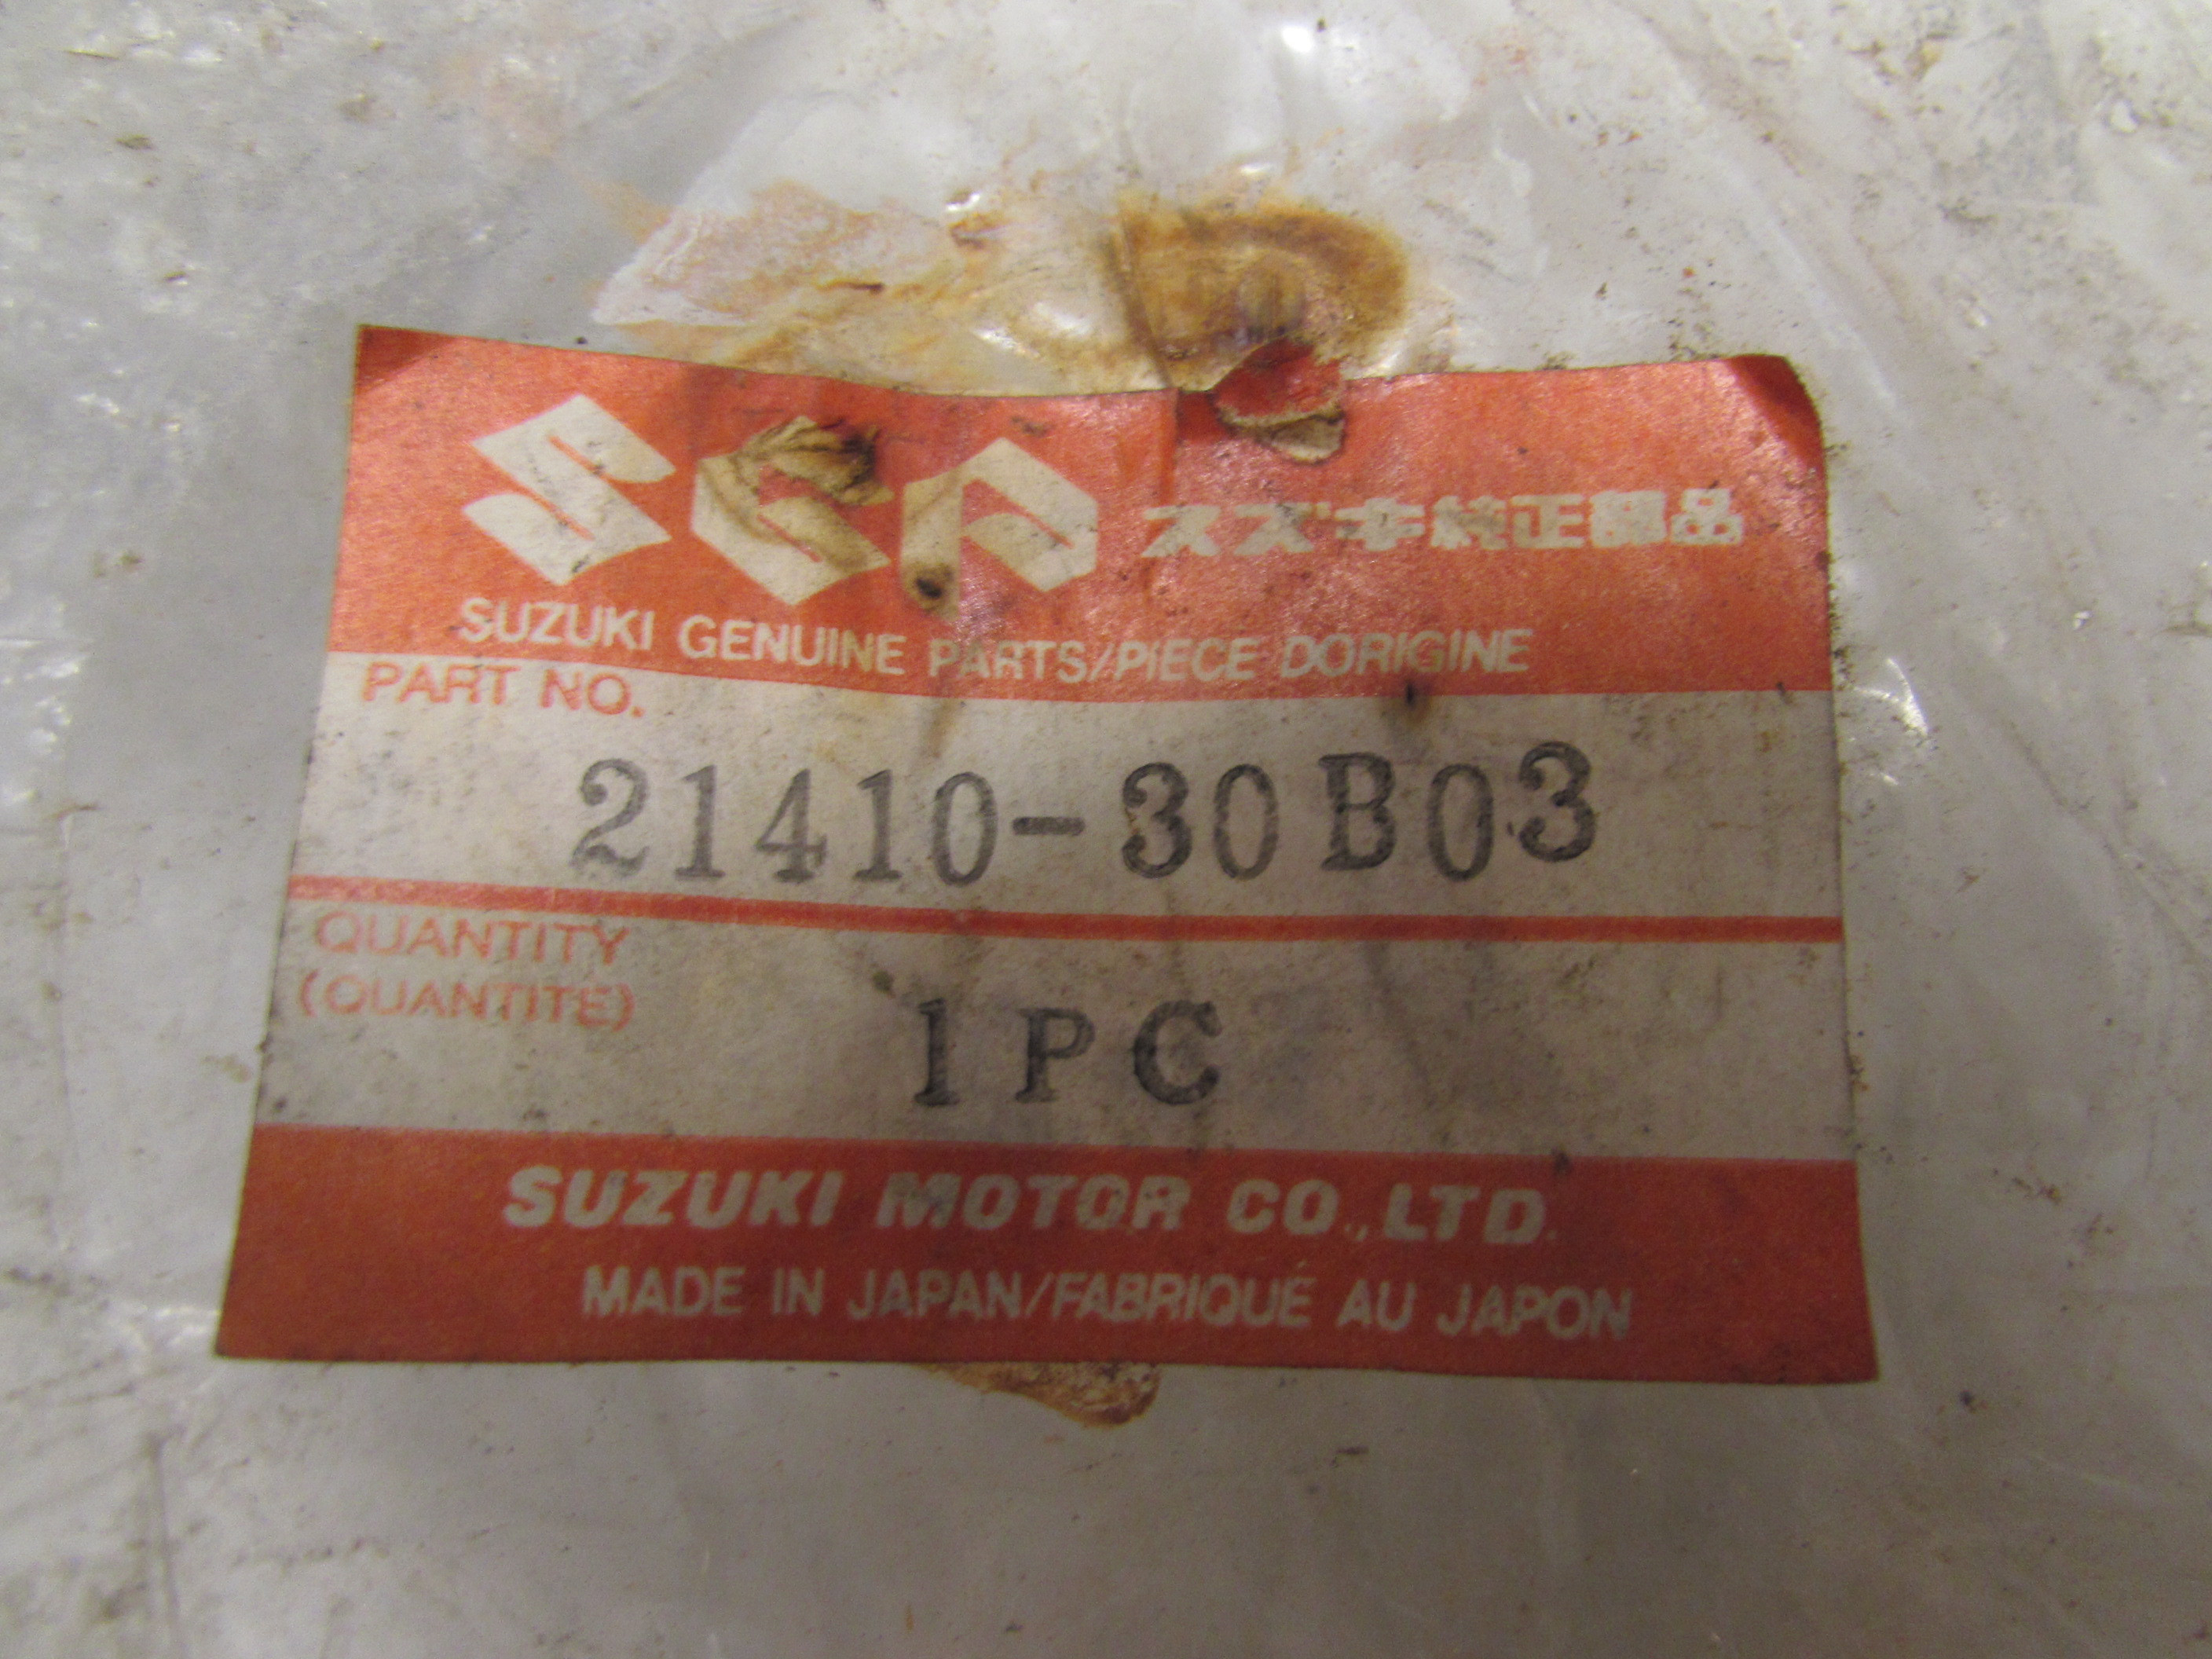 SGP スズキ純正部品
SUZUKI GENUINE PARTS/PIECE DORIGINE
PART NO.
21410-30B03
QUANTITY
(QUANTITE)
1PC
SUZUKI MOTOR CO.,LTD.
MADE IN JAPAN/FABRIQUÉ AU JAPON